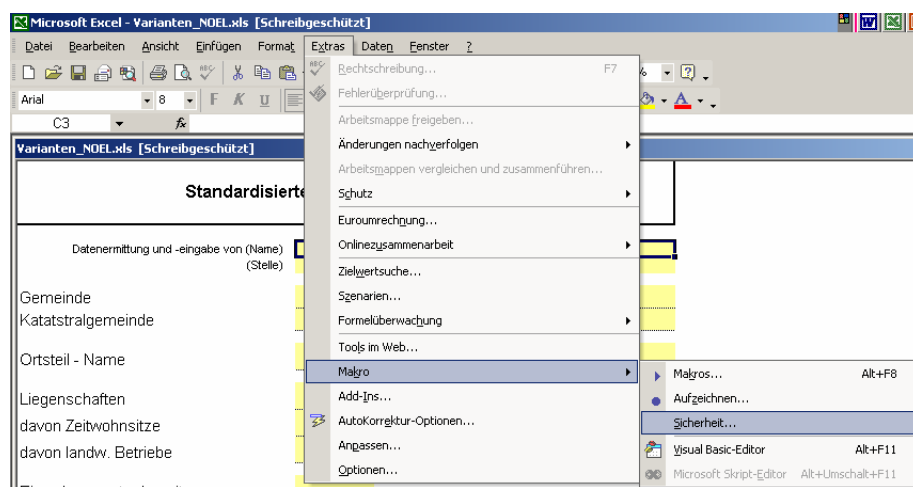 Microsoft Excel - Varianten_NOEL.xls [Schreibgeschützt]
Datei Bearbeiten Ansicht Einfügen Format Extras Daten Fenster ?
Arial 8 F K U
C3 fx
Varianten_NOEL.xls [Schreibgeschützt]
Standardisierte
Datenermittung und -eingabe von (Name)
(Stelle)
Gemeinde
Katatstralgemeinde
Ortsteil - Name
Liegenschaften
davon Zeitwohnsitze
davon landw. Betriebe
Rechtschreibung... F7
Fehlerüberprüfung...
Arbeitsmappe freigeben...
Änderungen nachverfolgen
Arbeitsmappen vergleichen und zusammenführen...
Schutz
Euroumrechnung...
Onlinezusammenarbeit
Zielwertsuche...
Szenarien...
Formelüberwachung
Tools im Web...
Makro
Add-Ins...
AutoKorrektur-Optionen...
Anpassen...
Optionen...
Makros... Alt+F8
Aufzeichnen...
Sicherheit...
Visual Basic-Editor Alt+F11
Microsoft Skript-Editor Alt+Umschalt+F11